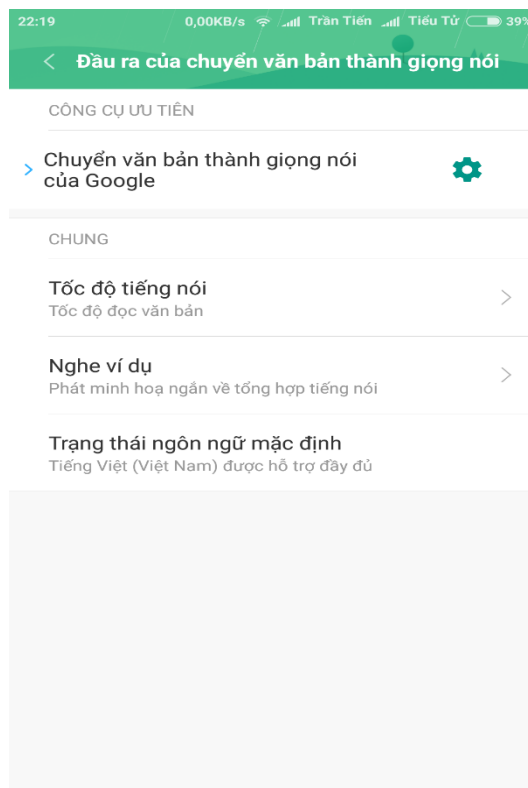 22:19 0,00KB/s Trần Tiến Tiếu Tử 39%
Đầu ra của chuyển văn bản thành giọng nói
CÔNG CỤ ƯU TIÊN
Chuyển văn bản thành giọng nói
của Google
CHUNG
Tốc độ tiếng nói
Tốc độ đọc văn bản
Nghe ví dụ
Phát minh hoạ ngắn về tổng hợp tiếng nói
Trạng thái ngôn ngữ mặc định
Tiếng Việt (Việt Nam) được hỗ trợ đầy đủ